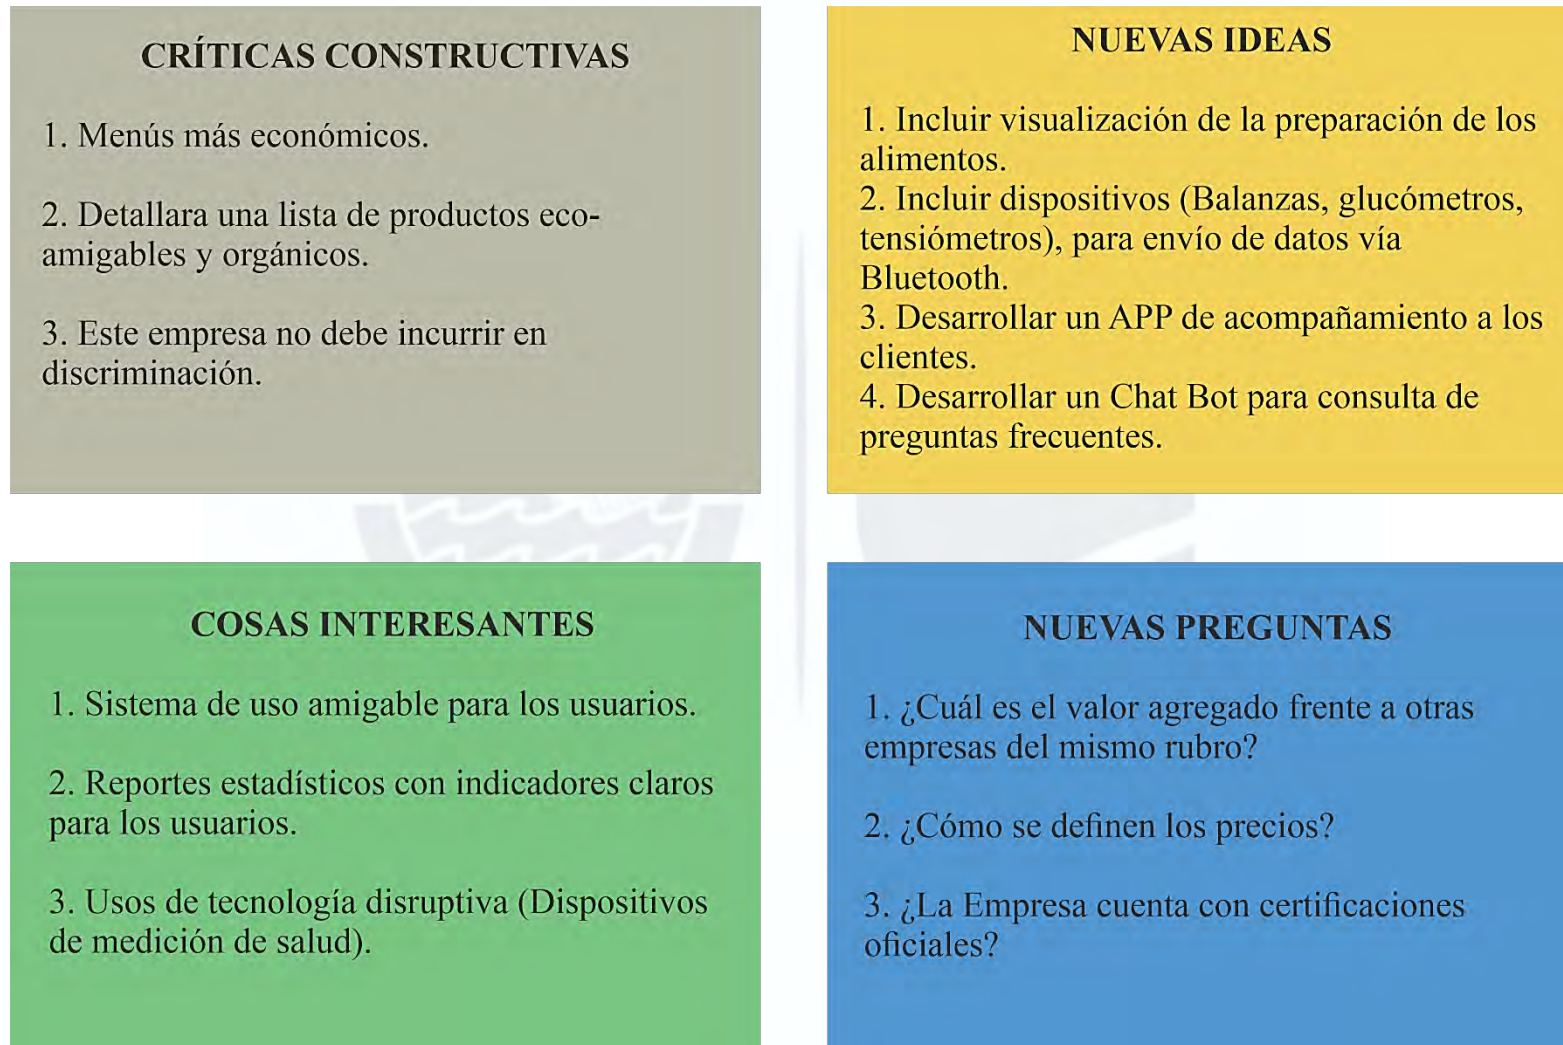 CRÍTICAS CONSTRUCTIVAS
1. Menús más económicos.
2. Detallara una lista de productos eco-
amigables y orgánicos.
3. Este empresa no debe incurrir en
discriminación.
NUEVAS IDEAS
1. Incluir visualización de la preparación de los
alimentos.
2. Incluir dispositivos (Balanzas, glucómetros,
tensiómetros), para envío de datos vía
Bluetooth.
3. Desarrollar un APP de acompañamiento a los
clientes.
4. Desarrollar un Chat Bot para consulta de
preguntas frecuentes.
COSAS INTERESANTES
1. Sistema de uso amigable para los usuarios.
2. Reportes estadísticos con indicadores claros
para los usuarios.
3. Usos de tecnología disruptiva (Dispositivos
de medición de salud).
NUEVAS PREGUNTAS
1. ¿Cuál es el valor agregado frente a otras
empresas del mismo rubro?
2. ¿Cómo se definen los precios?
3. ¿La Empresa cuenta con certificaciones
oficiales?